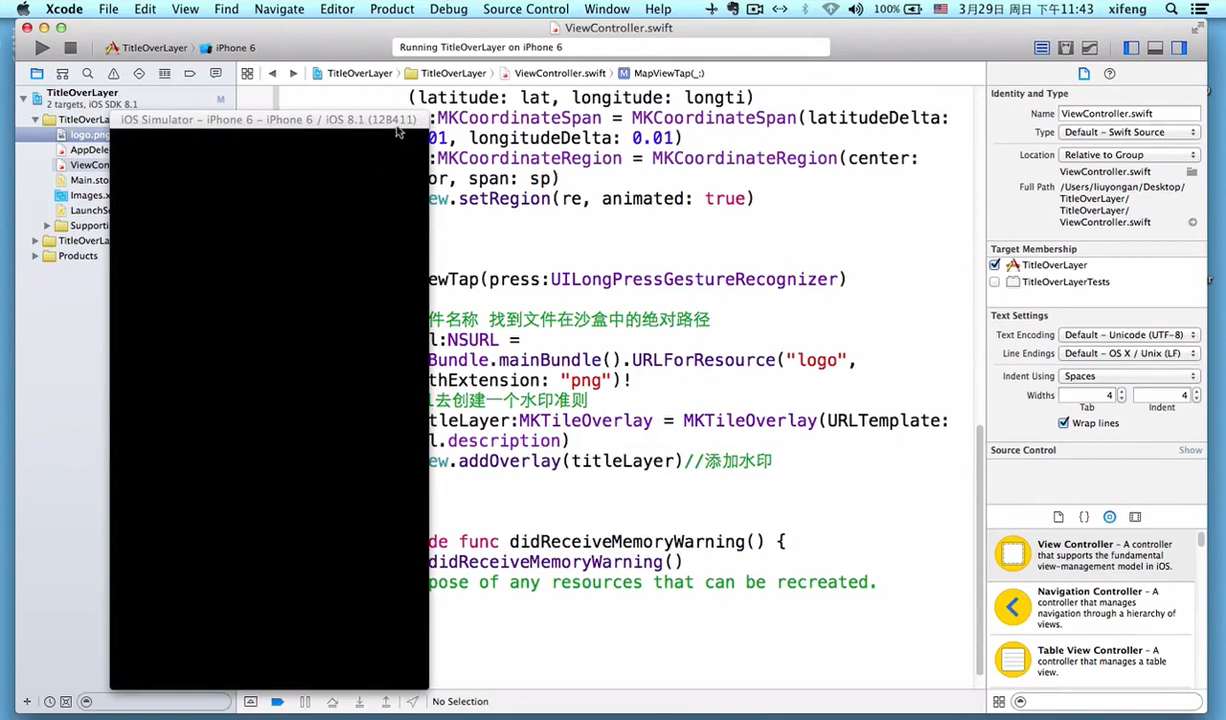 Xcode File Edit View Find Navigate Editor Product Debug Source Control Window Help 100% 3月29日 周日 下午11:43 xifeng
ViewController.swift
TitleOverLayer iPhone 6
Running TitleOverLayer on iPhone 6
TitleOverLayer TitleOverLayer ViewController.swift MapViewTap(_:)
TitleOverLayer
2 targets, iOS SDK 8.1
M
TitleOverLa
logo.png
AppDele
ViewCon
Main.sto
Images.x
LaunchSc
Supporti
TitleOverLa
Products
iOS Simulator – iPhone 6 – iPhone 6 / iOS 8.1 (12B411)
(latitude: lat, longitude: longti)
:MKCoordinateSpan = MKCoordinateSpan(latitudeDelta:
01, longitudeDelta: 0.01)
:MKCoordinateRegion = MKCoordinateRegion(center:
or, span: sp)
ew.setRegion(re, animated: true)
ewTap(press:UILongPressGestureRecognizer)
件名称 找到文件在沙盒中的绝对路径
l:NSURL =
Bundle.mainBundle().URLForResource("logo",
thExtension: "png")!
l去创建一个水印准则
tleLayer:MKTileOverlay = MKTileOverlay(URLTemplate:
l.description)
ew.addOverlay(titleLayer)//添加水印
de func didReceiveMemoryWarning() {
didReceiveMemoryWarning()
pose of any resources that can be recreated.
No Selection
Identity and Type
Name ViewController.swift
Type Default – Swift Source
Location Relative to Group
ViewController.swift
Full Path /Users/liuyongan/Desktop/
TitleOverLayer/
TitleOverLayer/
ViewController.swift
Target Membership
TitleOverLayer
TitleOverLayerTests
Text Settings
Text Encoding Default – Unicode (UTF-8)
Line Endings Default – OS X / Unix (LF)
Indent Using Spaces
Widths 4 4
Tab Indent
Wrap lines
Source Control Show
View Controller – A controller
that supports the fundamental
view-management model in iOS.
Navigation Controller – A
controller that manages
navigation through a hierarchy of
views.
Table View Controller – A
controller that manages a table
view.